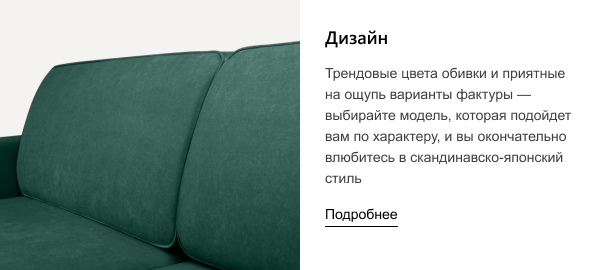 Дизайн
Трендовые цвета обивки и приятные
на ощупь варианты фактуры —
выбирайте модель, которая подойдет
вам по характеру, и вы окончательно
влюбитесь в скандинавско-японский
стиль
Подробнее